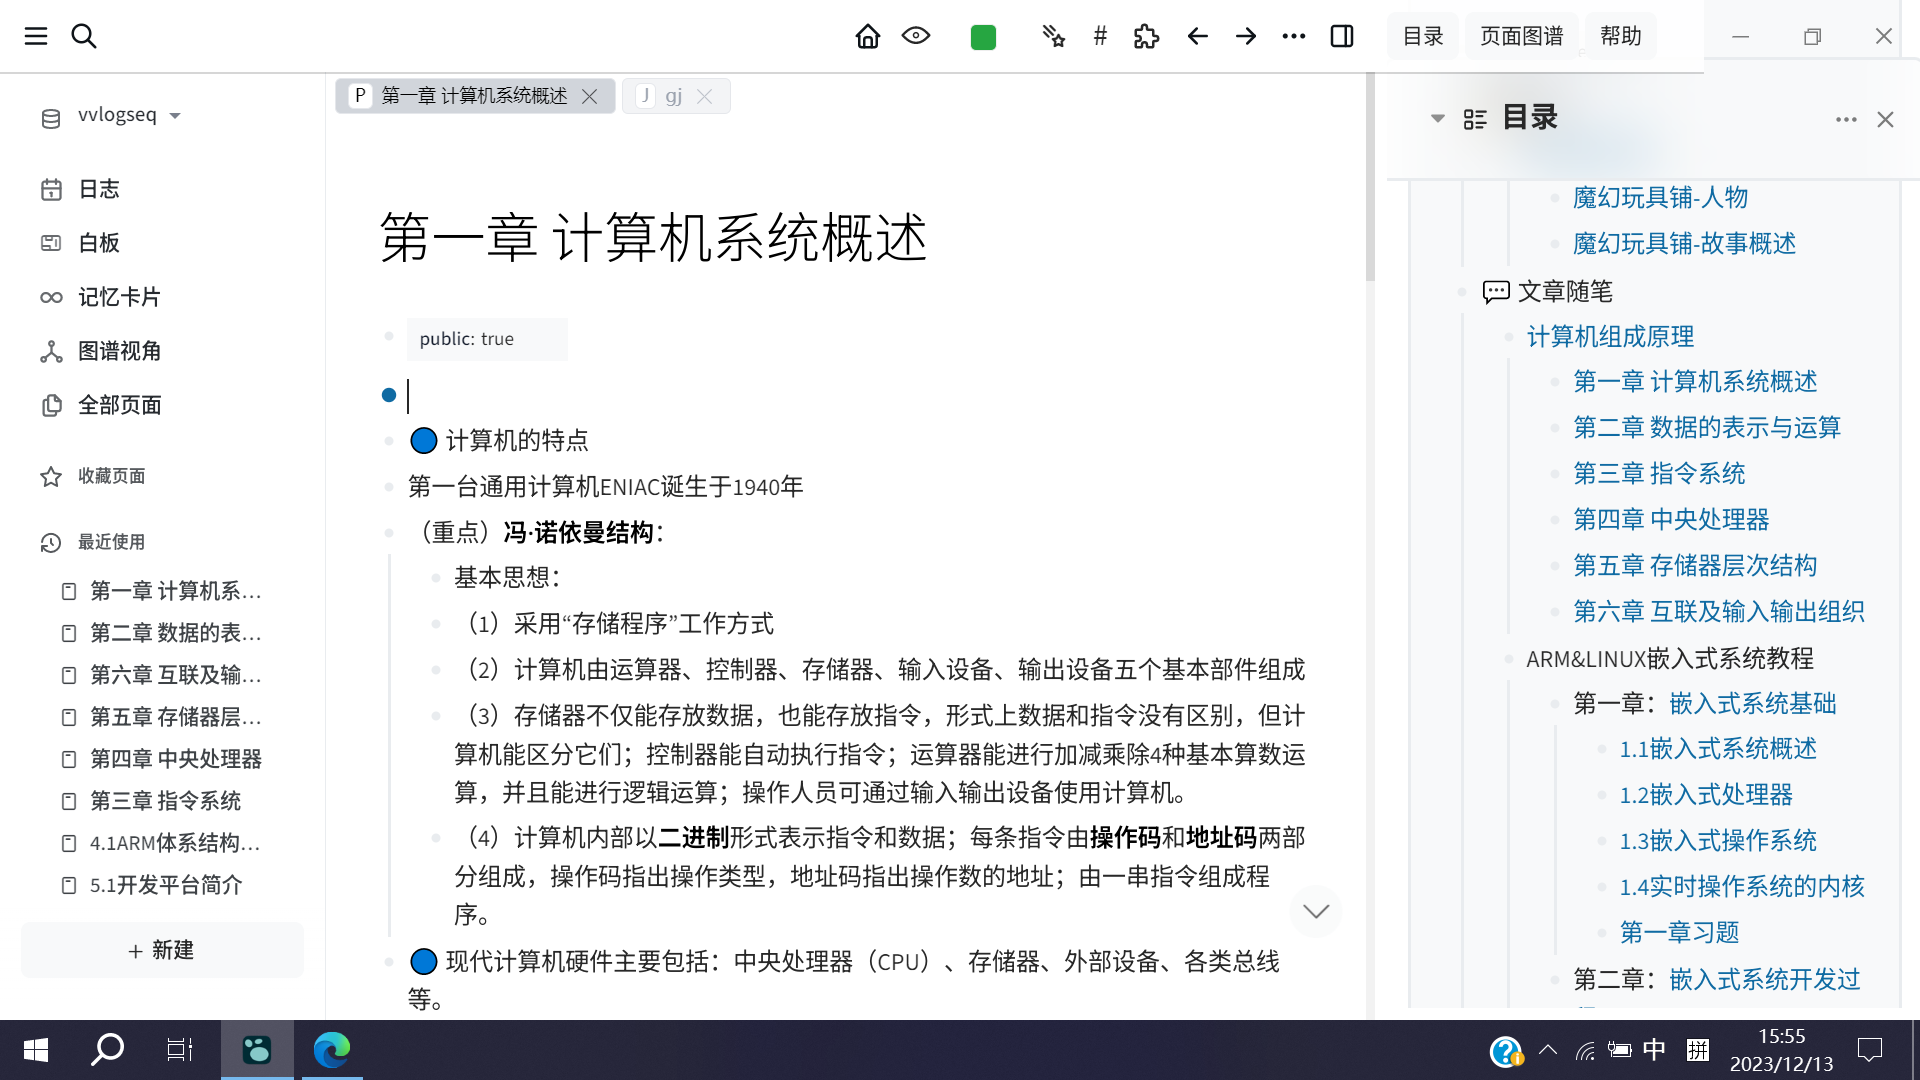 目录
页面图谱
帮助
vvlogseq
日志
白板
记忆卡片
图谱视角
全部页面
收藏页面
最近使用
第一章 计算机系…
第二章 数据的表…
第六章 互联及输…
第五章 存储器层…
第四章 中央处理器
第三章 指令系统
4.1ARM体系结构…
5.1开发平台简介
+ 新建
P 第一章 计算机系统概述
J gj
第一章 计算机系统概述
public: true
计算机的特点
第一台通用计算机ENIAC诞生于1940年
（重点）冯·诺依曼结构：
基本思想：
（1）采用“存储程序”工作方式
（2）计算机由运算器、控制器、存储器、输入设备、输出设备五个基本部件组成
（3）存储器不仅能存放数据，也能存放指令，形式上数据和指令没有区别，但计
算机能区分它们；控制器能自动执行指令；运算器能进行加减乘除4种基本算数运
算，并且能进行逻辑运算；操作人员可通过输入输出设备使用计算机。
（4）计算机内部以二进制形式表示指令和数据；每条指令由操作码和地址码两部
分组成，操作码指出操作类型，地址码指出操作数的地址；由一串指令组成程
序。
现代计算机硬件主要包括：中央处理器（CPU）、存储器、外部设备、各类总线
等。
目录
魔幻玩具铺-人物
魔幻玩具铺-故事概述
文章随笔
计算机组成原理
第一章 计算机系统概述
第二章 数据的表示与运算
第三章 指令系统
第四章 中央处理器
第五章 存储器层次结构
第六章 互联及输入输出组织
ARM&LINUX嵌入式系统教程
第一章：嵌入式系统基础
1.1嵌入式系统概述
1.2嵌入式处理器
1.3嵌入式操作系统
1.4实时操作系统的内核
第一章习题
第二章：嵌入式系统开发过
中
拼
15:55
2023/12/13